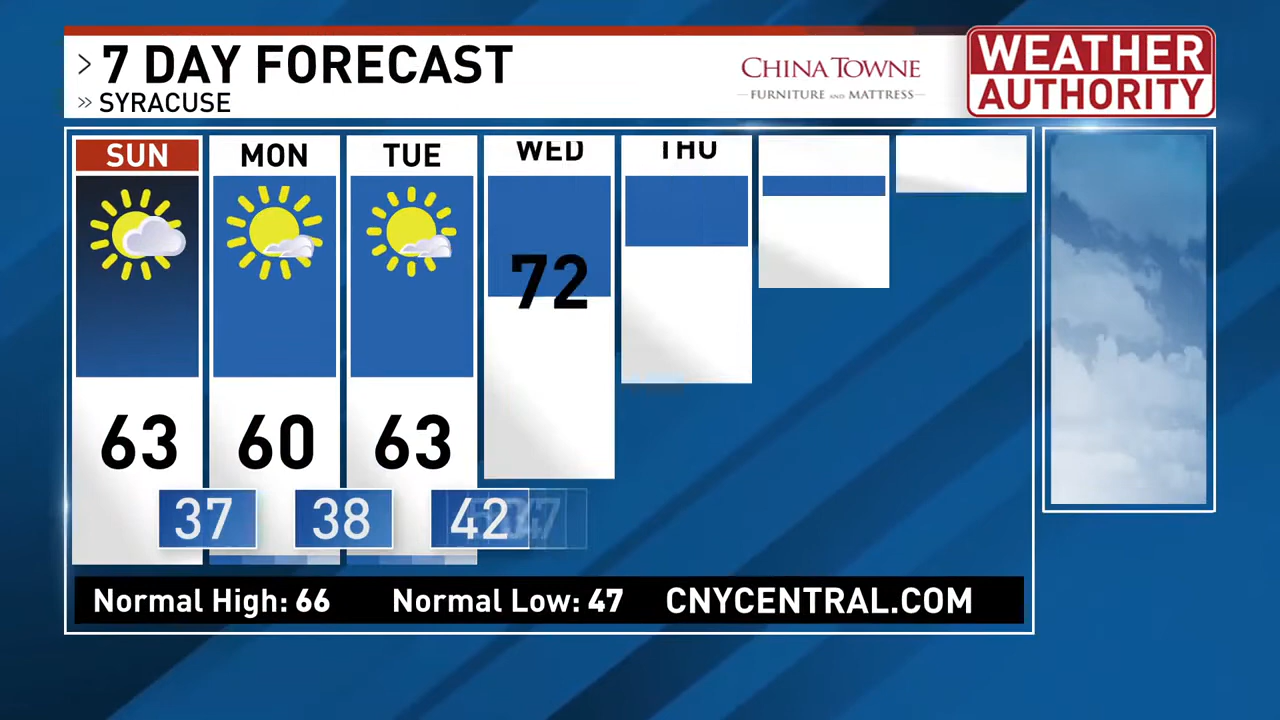 > 7 DAY FORECAST
» SYRACUSE
CHINA TOWNE
FURNITURE AND MATTRESS
WEATHER
AUTHORITY
SUN MON TUE WED THU
72
63 60 63
37 38 42
Normal High: 66 Normal Low: 47 CNYCENTRAL.COM